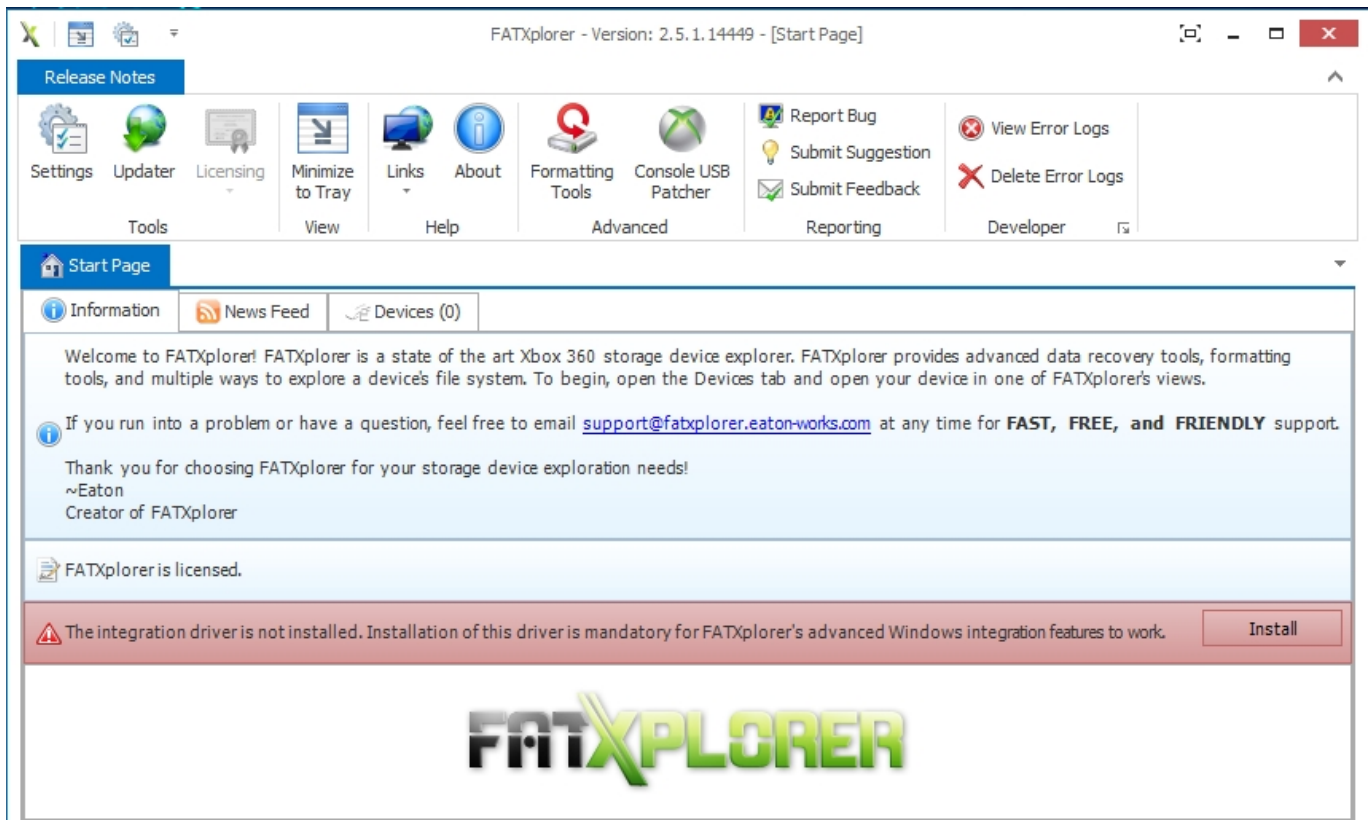 FATXplorer - Version: 2.5.1.14449 - [Start Page]
Release Notes
Settings
Updater
Licensing
Tools
Minimize
to Tray
View
Links
About
Help
Formatting
Tools
Console USB
Patcher
Advanced
Report Bug
Submit Suggestion
Submit Feedback
Reporting
View Error Logs
Delete Error Logs
Developer
Start Page
Information
News Feed
Devices (0)
Welcome to FATXplorer! FATXplorer is a state of the art Xbox 360 storage device explorer. FATXplorer provides advanced data recovery tools, formatting
tools, and multiple ways to explore a device's file system. To begin, open the Devices tab and open your device in one of FATXplorer's views.
If you run into a problem or have a question, feel free to email support@fatxplorer.eaton-works.com at any time for FAST, FREE, and FRIENDLY support.
Thank you for choosing FATXplorer for your storage device exploration needs!
~Eaton
Creator of FATXplorer
FATXplorer is licensed.
The integration driver is not installed. Installation of this driver is mandatory for FATXplorer's advanced Windows integration features to work.
Install
FATXPLORER